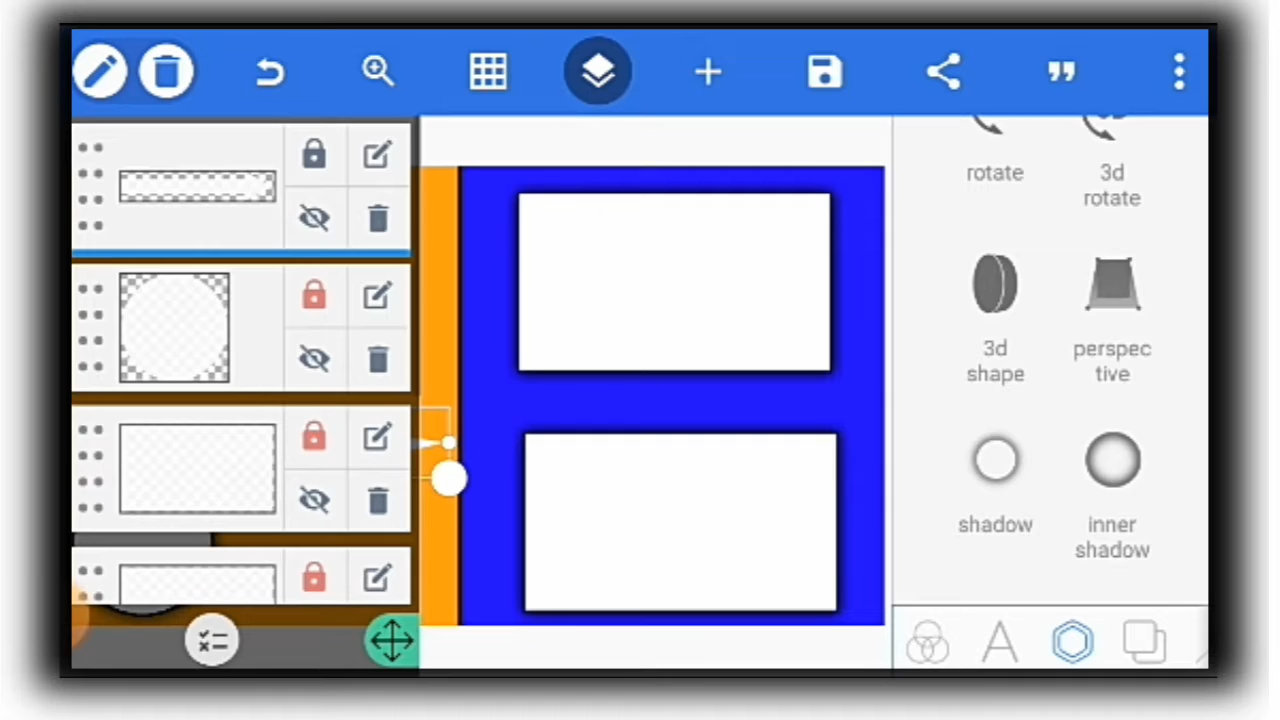 rotate
3d
rotate
3d
shape
perspec
tive
shadow
inner
shadow